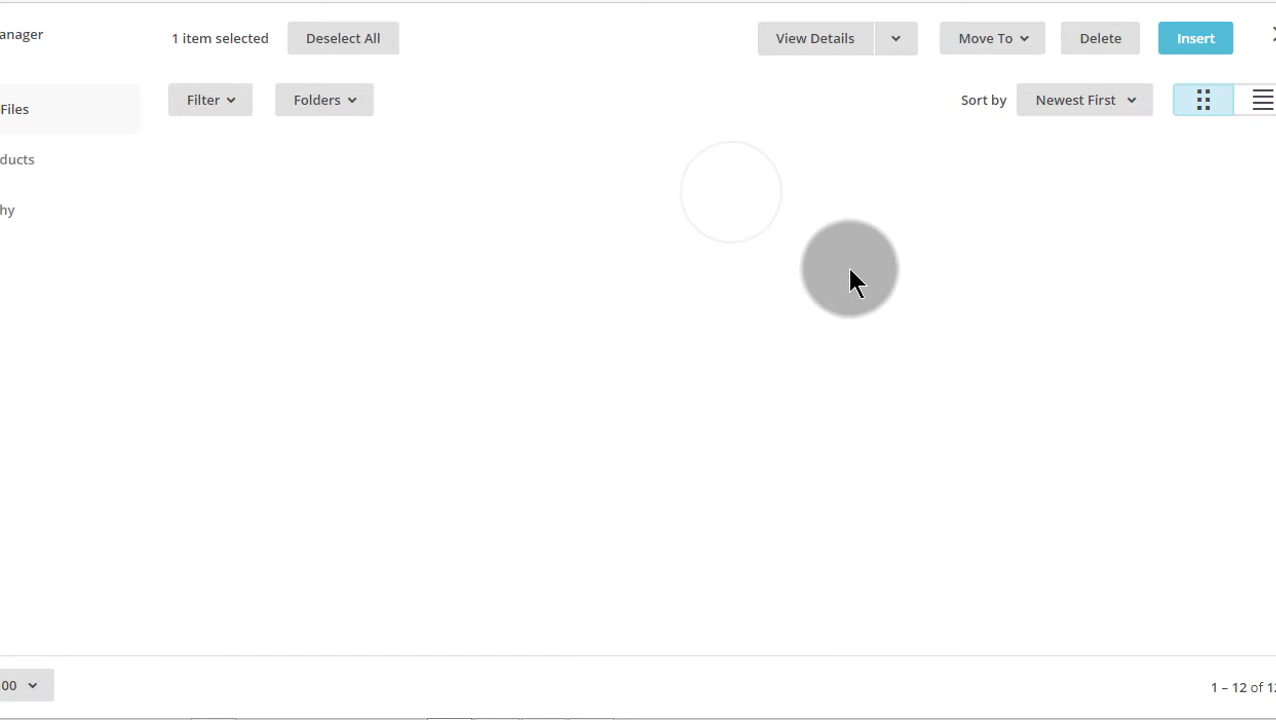 anager
1 item selected
Deselect All
View Details
Move To
Delete
Insert
Files
Filter
Folders
Sort by
Newest First
ducts
hy
00
1 – 12 of 12